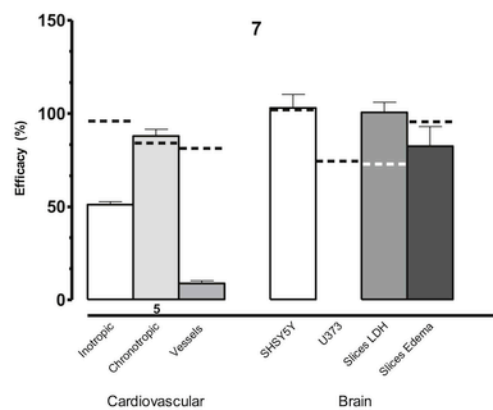 7
150
100
50
0
Efficacy (%)
5
Inotropic
Chronotropic
Vessels
SHSY5Y
U373
Slices LDH
Slices Edema
Cardiovascular
Brain